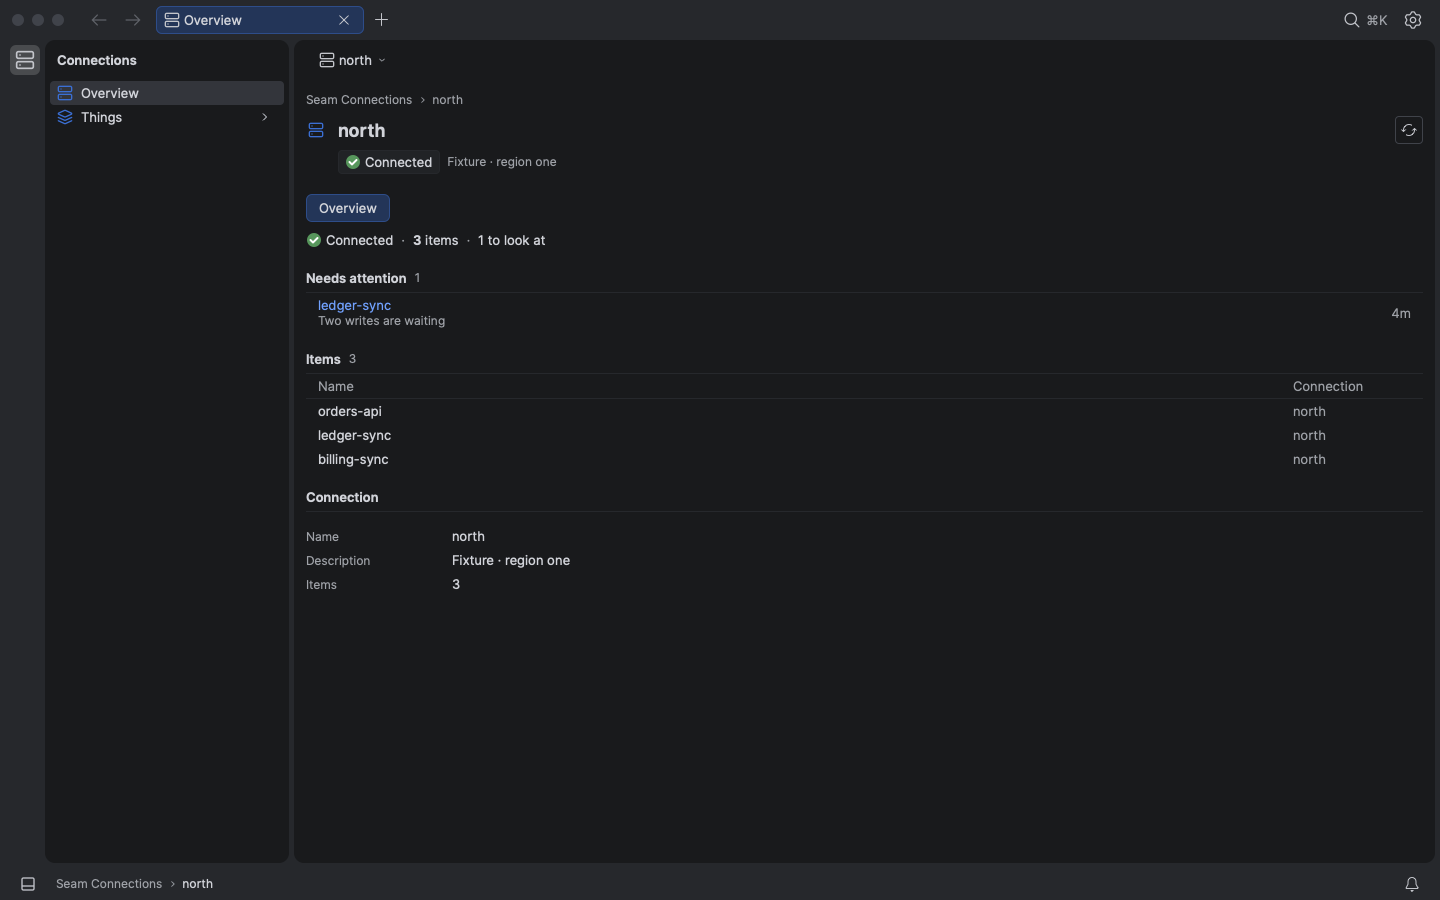 Overview
⌘K
Connections
Overview
Things
north
Seam Connections › north
north
Connected Fixture · region one
Overview
Connected · 3 items · 1 to look at
Needs attention 1
ledger-sync
Two writes are waiting
4m
Items 3
Name Connection
orders-api north
ledger-sync north
billing-sync north
Connection
Name north
Description Fixture · region one
Items 3
Seam Connections › north